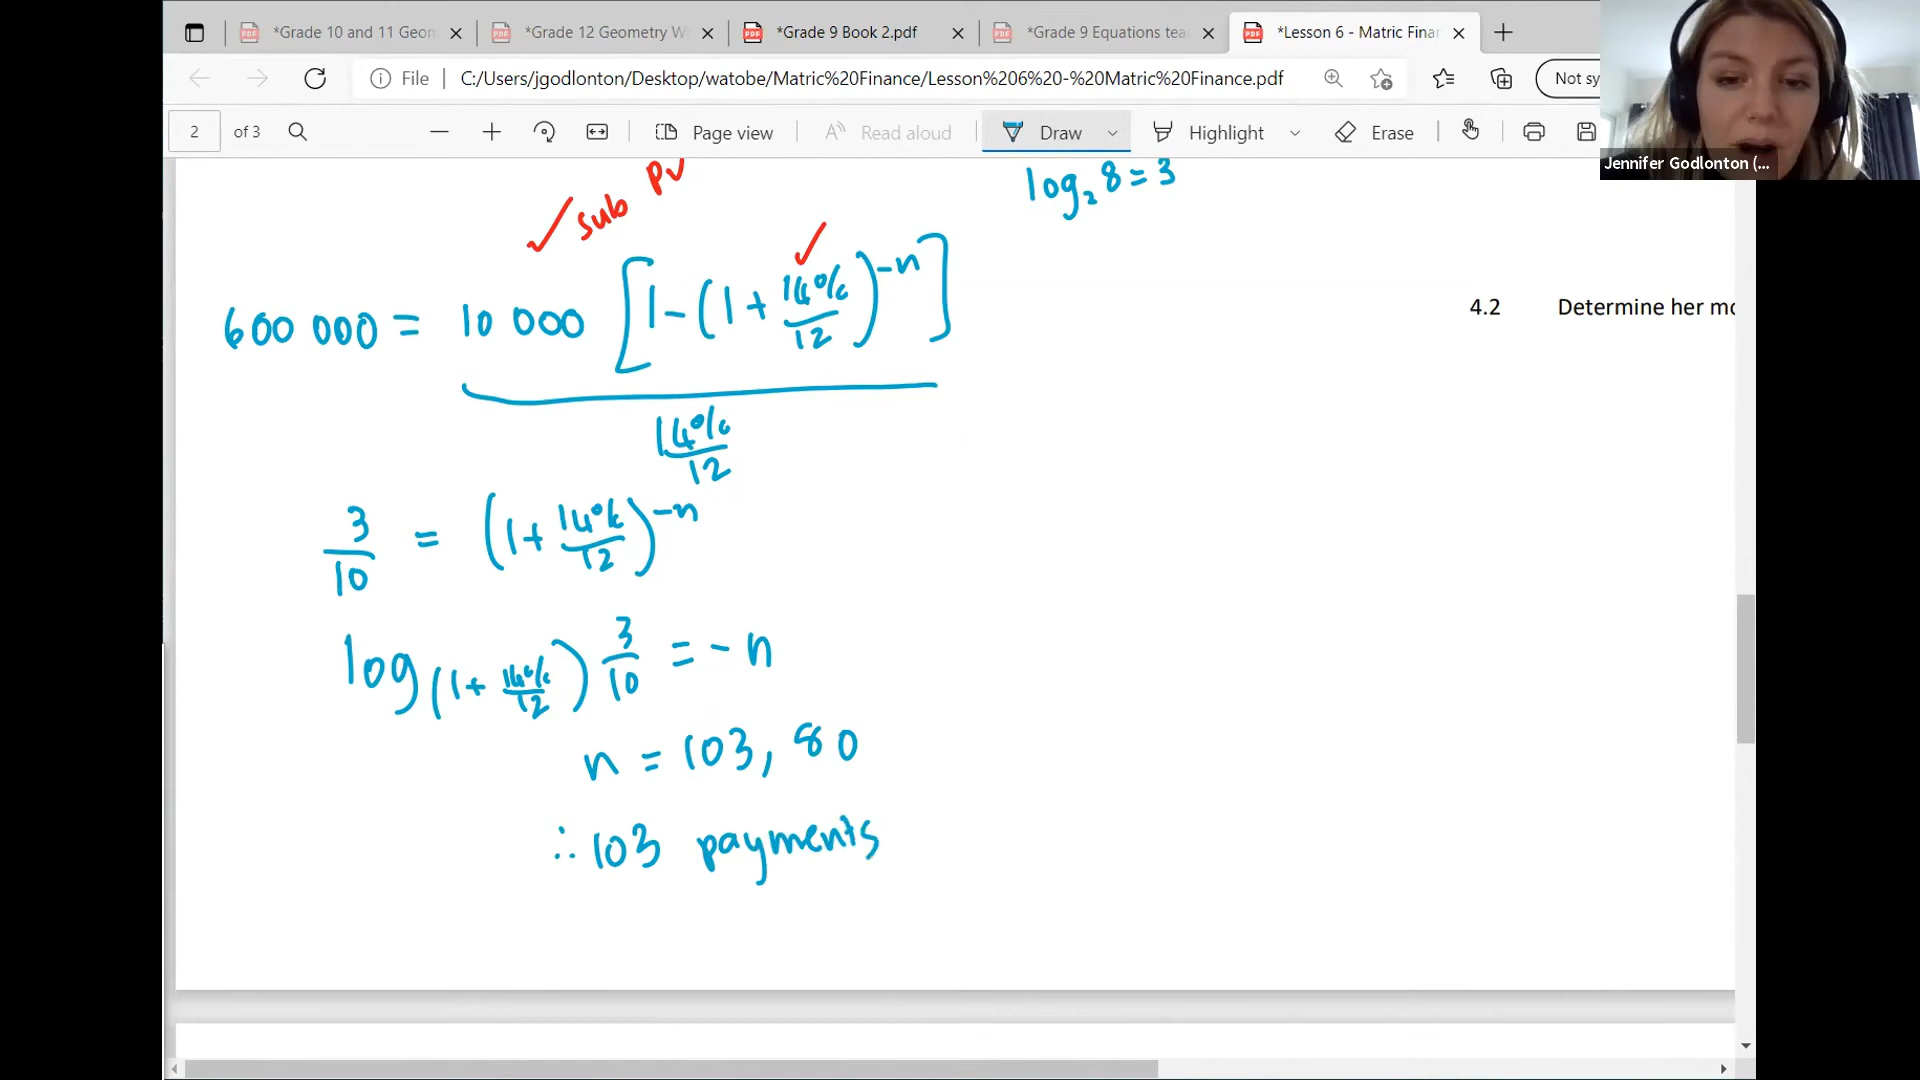 *Grade 10 and 11 Geom
*Grade 12 Geometry W
*Grade 9 Book 2.pdf
*Grade 9 Equations tea
*Lesson 6 - Matric Finan
File C:/Users/jgodlonton/Desktop/watobe/Matric%20Finance/Lesson%206%20-%20Matric%20Finance.pdf Not sy
2 of 3 Page view Read aloud Draw Highlight Erase
Jennifer Godlonton (...
✓ sub Pv
log₂ 8 = 3
✓
600 000 = 10 000 [1-(1+14%/12)^-n] / 14%/12
4.2 Determine her mo
3/10 = (1+14%/12)^-n
log(1+14%/12) 3/10 = -n
n = 103,80
∴ 103 payments